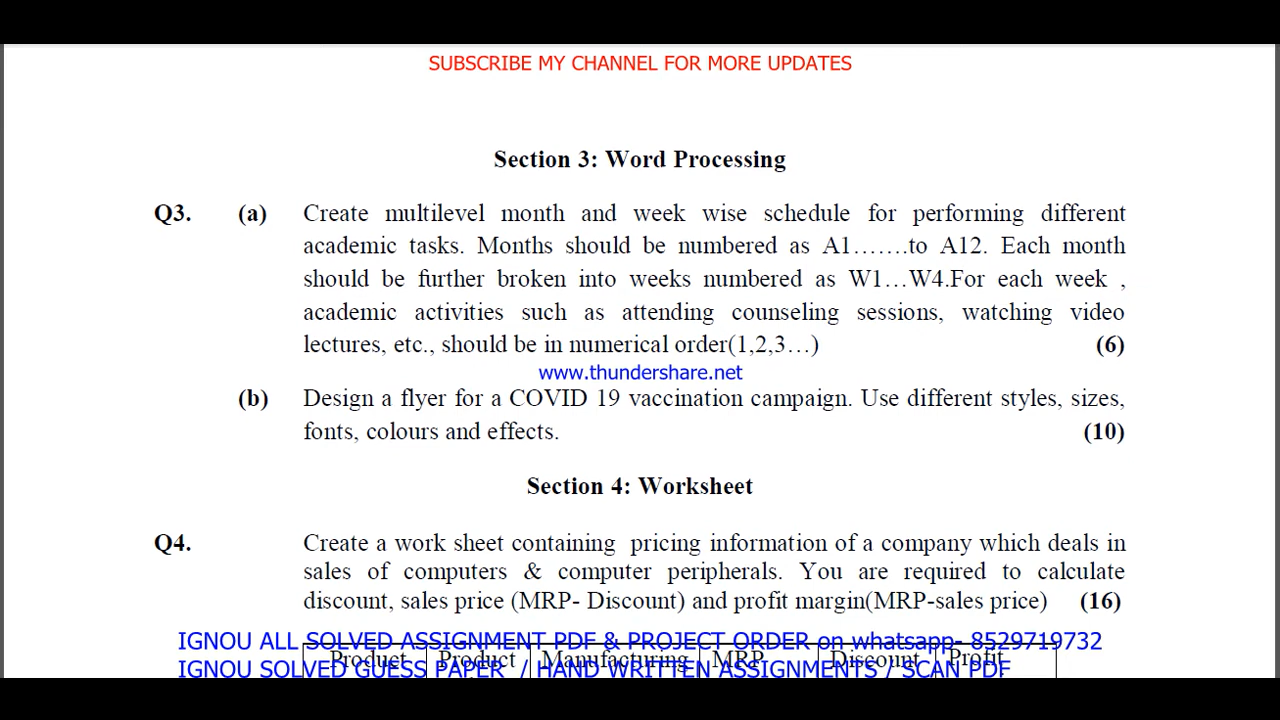 SUBSCRIBE MY CHANNEL FOR MORE UPDATES
Section 3: Word Processing
Q3. (a) Create multilevel month and week wise schedule for performing different
academic tasks. Months should be numbered as A1…….to A12. Each month
should be further broken into weeks numbered as W1…W4.For each week ,
academic activities such as attending counseling sessions, watching video
lectures, etc., should be in numerical order(1,2,3…) (6)
www.thundershare.net
(b) Design a flyer for a COVID 19 vaccination campaign. Use different styles, sizes,
fonts, colours and effects. (10)
Section 4: Worksheet
Q4. Create a work sheet containing pricing information of a company which deals in
sales of computers & computer peripherals. You are required to calculate
discount, sales price (MRP- Discount) and profit margin(MRP-sales price) (16)
IGNOU ALL SOLVED ASSIGNMENT PDF & PROJECT ORDER on whatsapp- 8529719732
Product Product Manufacturing MRP Discount Profit
IGNOU SOLVED GUESS PAPER / HAND WRITTEN ASSIGNMENTS / SCAN PDF